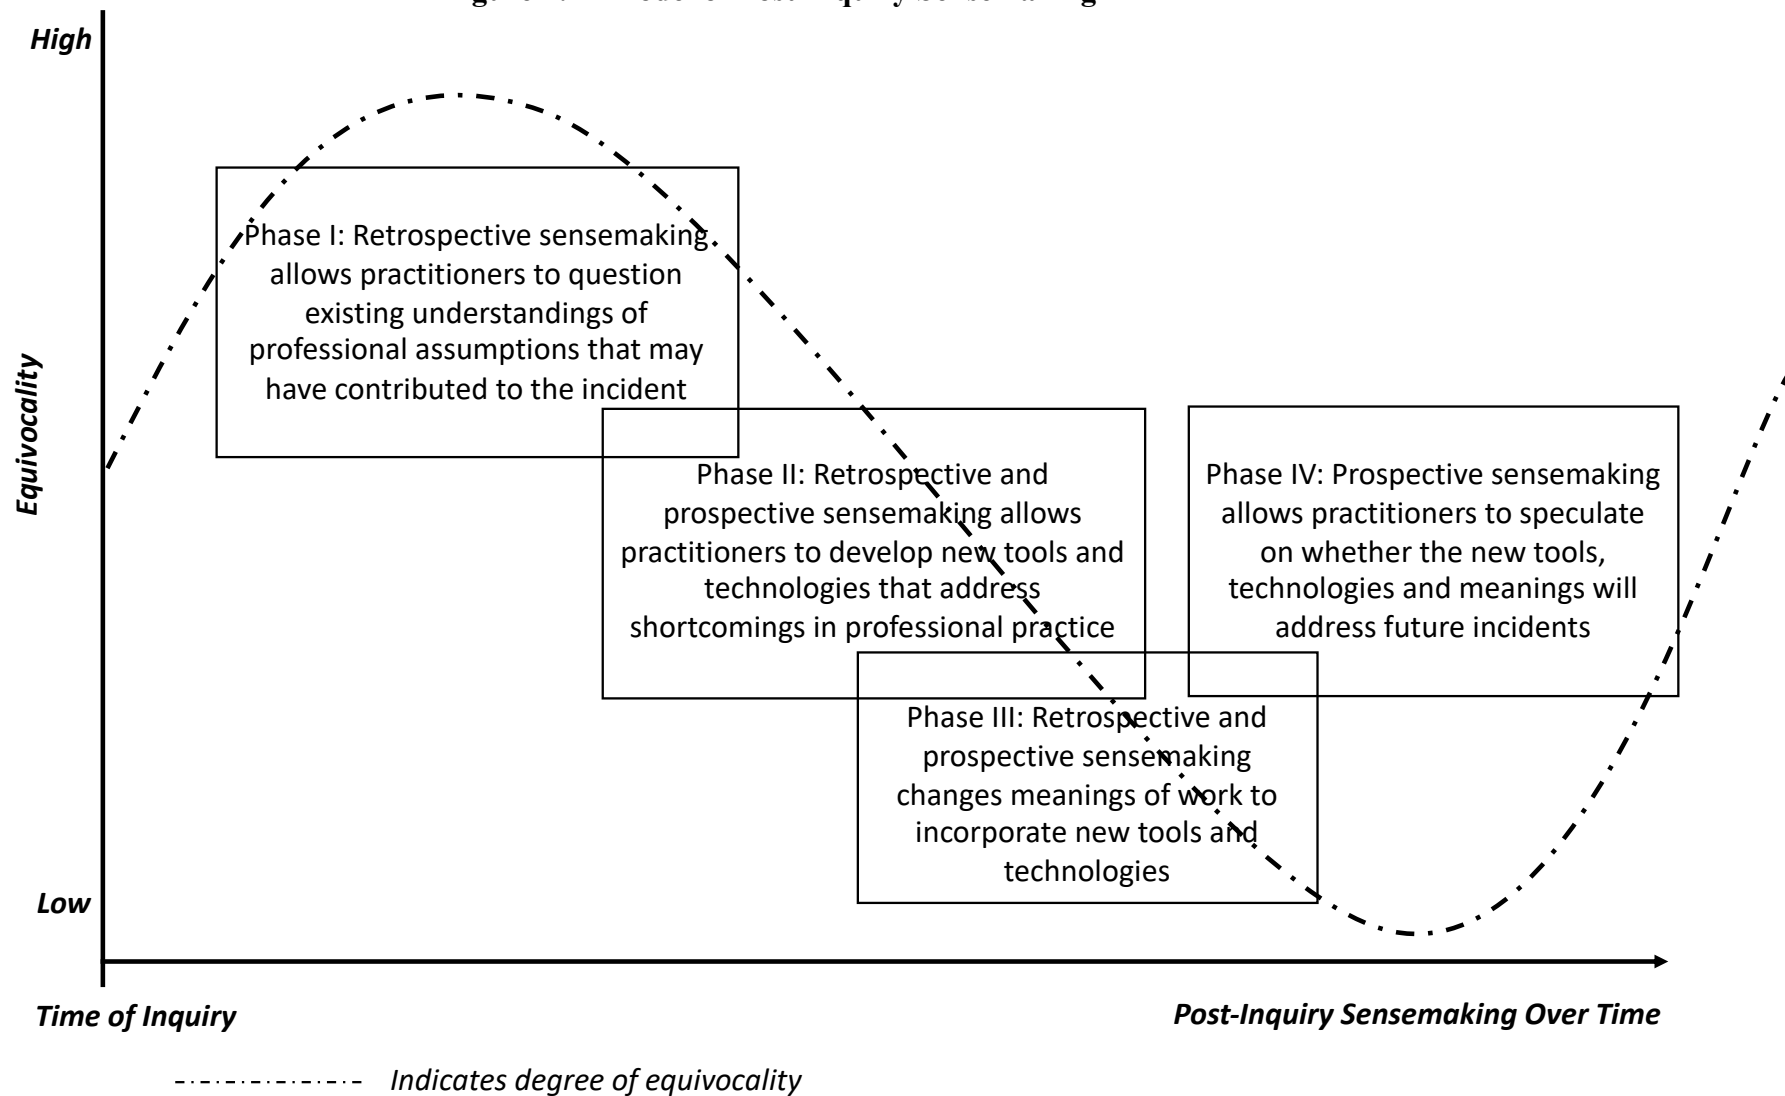 High
Equivocality
Phase I: Retrospective sensemaking
allows practitioners to question
existing understandings of
professional assumptions that may
have contributed to the incident
Phase II: Retrospective and
prospective sensemaking allows
practitioners to develop new tools and
technologies that address
shortcomings in professional practice
Phase IV: Prospective sensemaking
allows practitioners to speculate
on whether the new tools,
technologies and meanings will
address future incidents
Phase III: Retrospective and
prospective sensemaking
changes meanings of work to
incorporate new tools and
technologies
Low
Time of Inquiry
Post-Inquiry Sensemaking Over Time
Indicates degree of equivocality